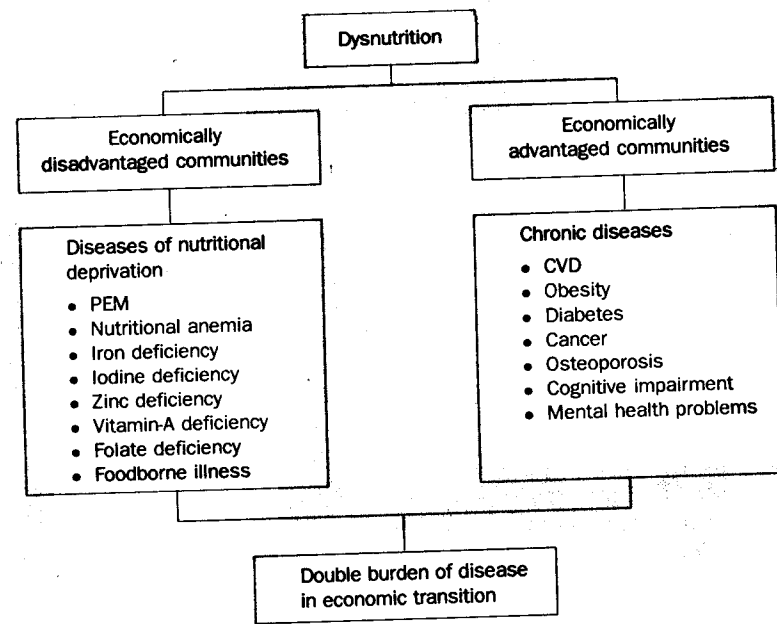 Dysnutrition
Economically
disadvantaged communities
Economically
advantaged communities
Diseases of nutritional
deprivation
• PEM
• Nutritional anemia
• Iron deficiency
• Iodine deficiency
• Zinc deficiency
• Vitamin-A deficiency
• Folate deficiency
• Foodborne illness
Chronic diseases
• CVD
• Obesity
• Diabetes
• Cancer
• Osteoporosis
• Cognitive impairment
• Mental health problems
Double burden of disease
in economic transition